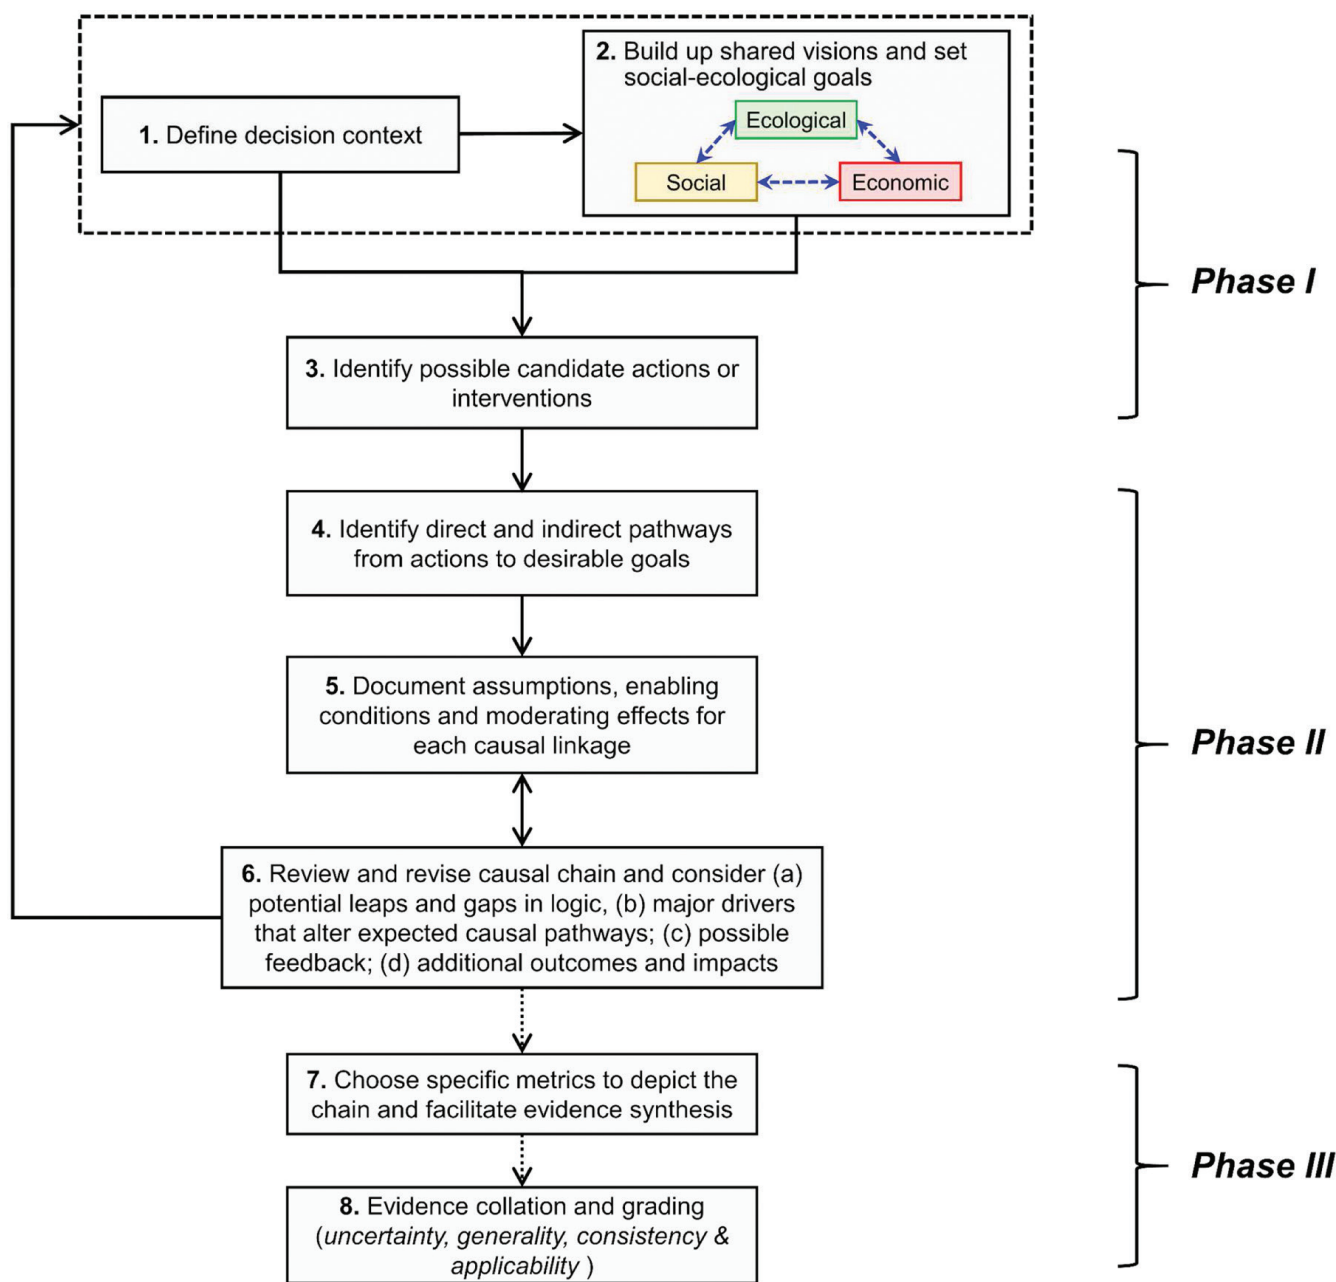 1. Define decision context
2. Build up shared visions and set
social-ecological goals
Ecological
Social
Economic
Phase I
3. Identify possible candidate actions or
interventions
4. Identify direct and indirect pathways
from actions to desirable goals
5. Document assumptions, enabling
conditions and moderating effects for
each causal linkage
Phase II
6. Review and revise causal chain and consider (a)
potential leaps and gaps in logic, (b) major drivers
that alter expected causal pathways; (c) possible
feedback; (d) additional outcomes and impacts
7. Choose specific metrics to depict the
chain and facilitate evidence synthesis
Phase III
8. Evidence collation and grading
(uncertainty, generality, consistency &
applicability )